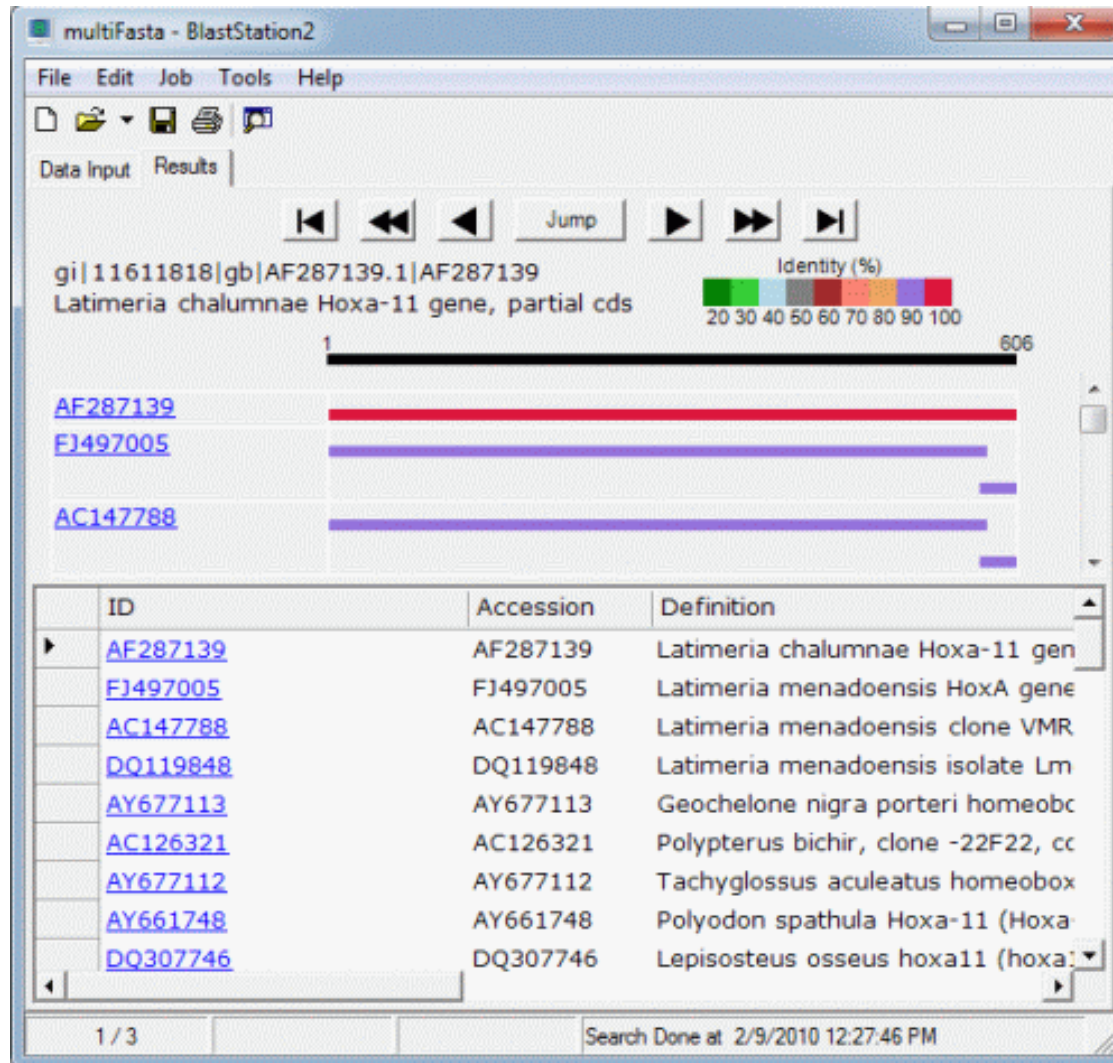 multiFasta - BlastStation2
File Edit Job Tools Help
Data Input Results
Jump
gi|11611818|gb|AF287139.1|AF287139
Latimeria chalumnae Hoxa-11 gene, partial cds
Identity (%)
20 30 40 50 60 70 80 90 100
1 606
AF287139
FJ497005
AC147788
ID Accession Definition
AF287139 AF287139 Latimeria chalumnae Hoxa-11 gen
FJ497005 FJ497005 Latimeria menadoensis HoxA gene
AC147788 AC147788 Latimeria menadoensis clone VMR
DQ119848 DQ119848 Latimeria menadoensis isolate Lm
AY677113 AY677113 Geochelone nigra porteri homeobo
AC126321 AC126321 Polypterus bichir, clone -22F22, co
AY677112 AY677112 Tachyglossus aculeatus homeobox
AY661748 AY661748 Polyodon spathula Hoxa-11 (Hoxa-
DQ307746 DQ307746 Lepisosteus osseus hoxa11 (hoxa1
1 / 3 Search Done at 2/9/2010 12:27:46 PM